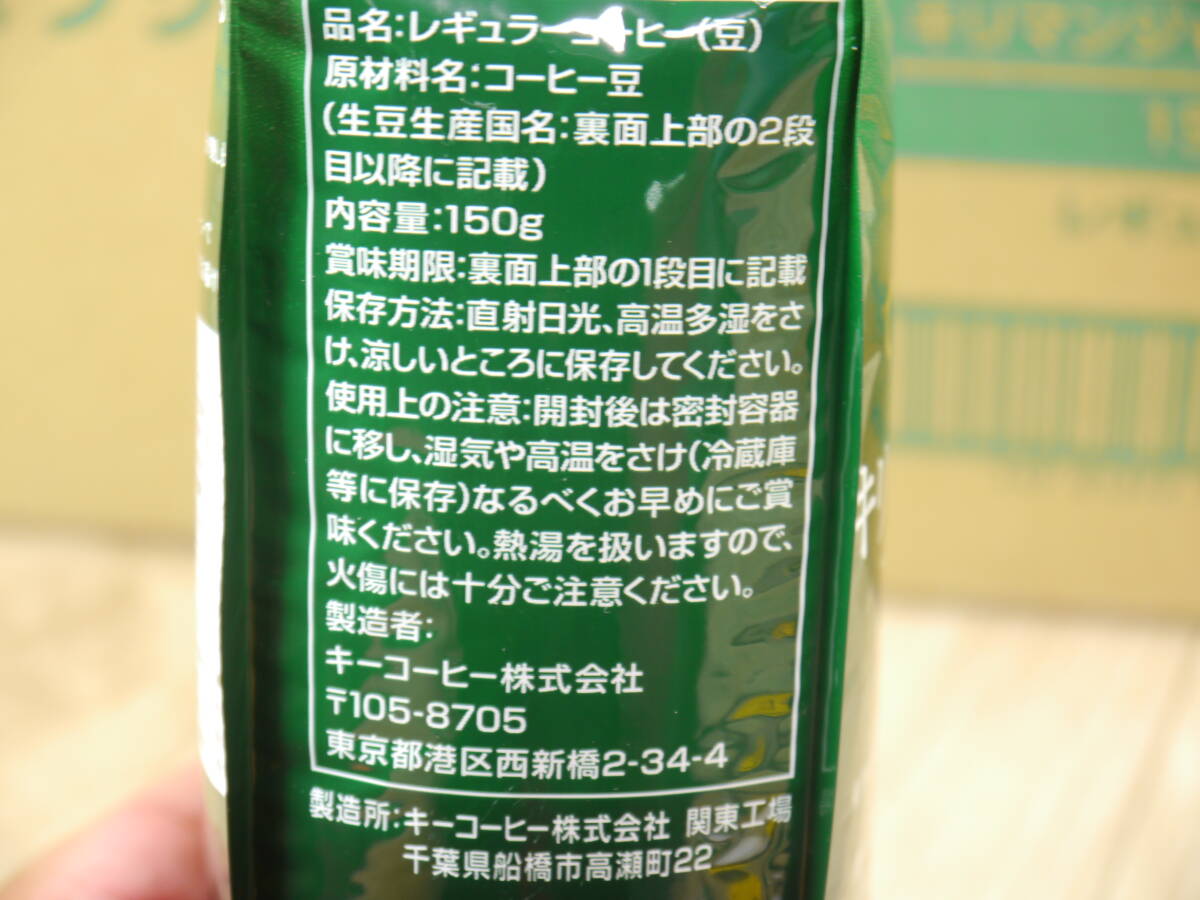 品名:レギュラーコーヒー(豆)
原材料名:コーヒー豆
(生豆生産国名:裏面上部の2段
目以降に記載)
内容量:150g
賞味期限:裏面上部の1段目に記載
保存方法:直射日光、高温多湿をさ
け、涼しいところに保存してください。
使用上の注意:開封後は密封容器
に移し、湿気や高温をさけ(冷蔵庫
等に保存)なるべくお早めにご賞
味ください。熱湯を扱いますので、
火傷には十分ご注意ください。
製造者:
キーコーヒー株式会社
〒105-8705
東京都港区西新橋2-34-4
製造所:キーコーヒー株式会社 関東工場
千葉県船橋市高瀬町22
キリマンジ
レギュ
キリ